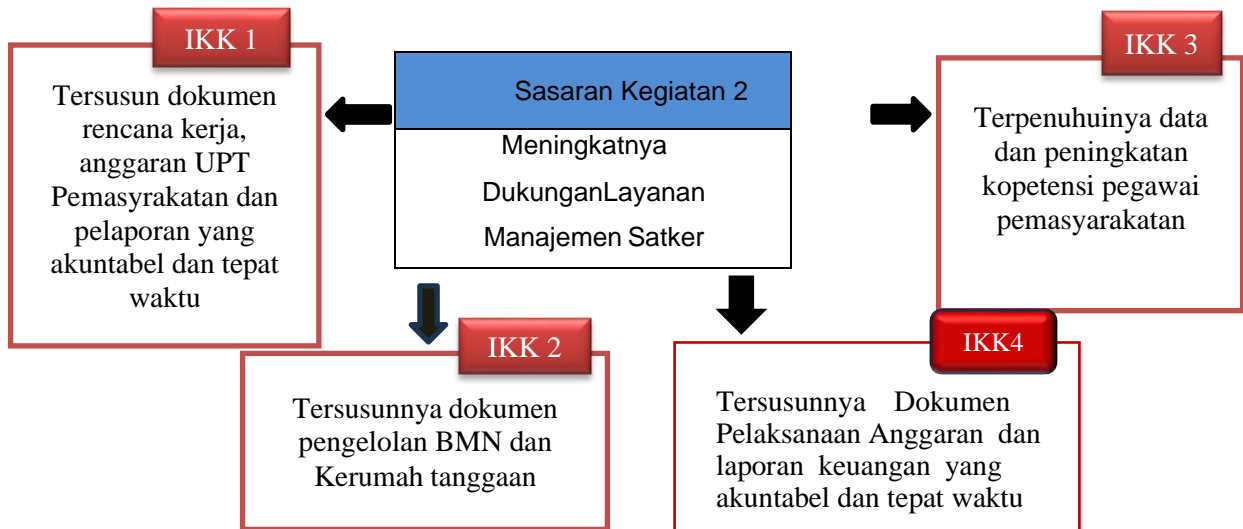 IKK 1
Tersusun dokumen
rencana kerja,
anggaran UPT
Pemasyrakatan dan
pelaporan yang
akuntabel dan tepat
waktu
Sasaran Kegiatan 2
Meningkatnya
DukunganLayanan
Manajemen Satker
IKK 3
Terpenuhuinya data
dan peningkatan
kopetensi pegawai
pemasyarakatan
IKK 2
Tersusunnya dokumen
pengelolan BMN dan
Kerumah tanggaan
IKK4
Tersusunnya Dokumen
Pelaksanaan Anggaran dan
laporan keuangan yang
akuntabel dan tepat waktu